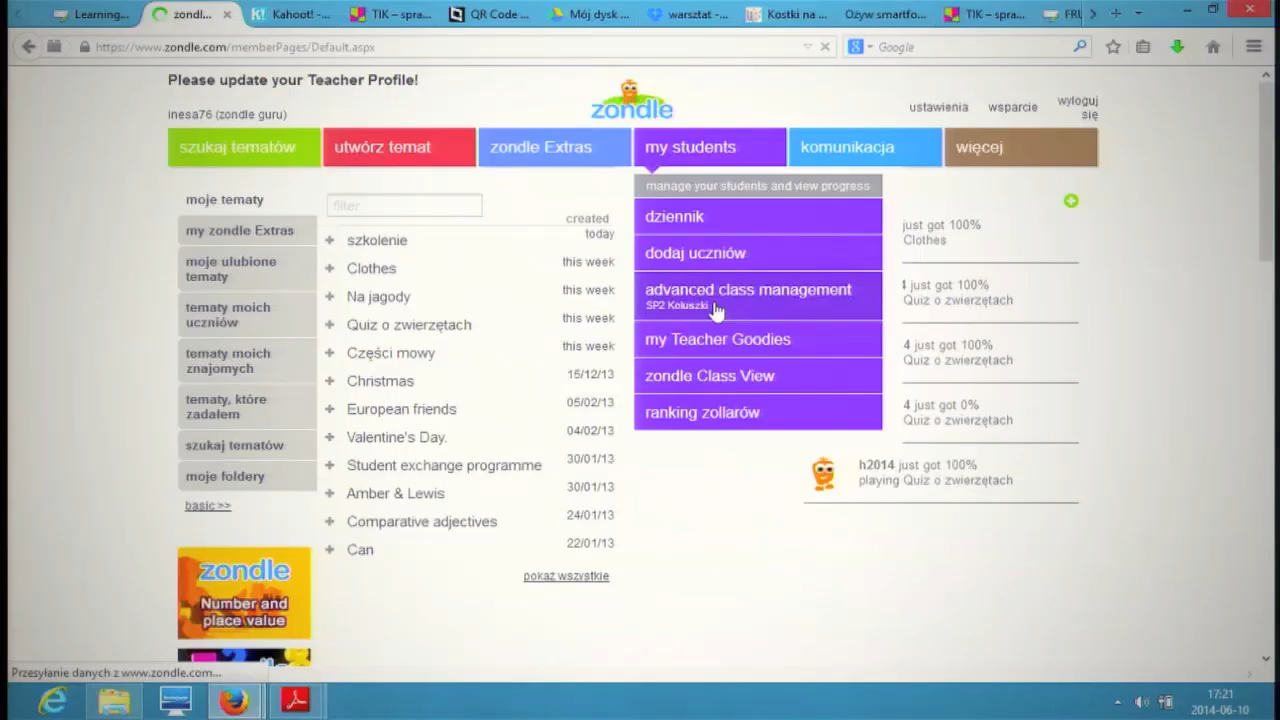 Learning...
zondl...
Kahoot! -...
TIK – spra...
QR Code ...
Mój dysk ...
warsztat -...
Kostki na ...
Ożyw smartfo...
TIK – spra...
FRU
https://www.zondle.com/memberPages/Default.aspx
Google
Please update your Teacher Profile!
inesa76 (zondle guru)
zondle
ustawienia
wsparcie
wyloguj
się
szukaj tematów
utwórz temat
zondle Extras
my students
komunikacja
więcej
manage your students and view progress
dziennik
dodaj uczniów
advanced class management
SP2 Koluszki
my Teacher Goodies
zondle Class View
ranking zollarów
moje tematy
my zondle Extras
moje ulubione
tematy
tematy moich
uczniów
tematy moich
znajomych
tematy, które
zadałem
szukaj tematów
moje foldery
basic >>
filter
created
szkolenie today
Clothes this week
Na jagody this week
Quiz o zwierzętach this week
Części mowy this week
Christmas 15/12/13
European friends 05/02/13
Valentine's Day. 04/02/13
Student exchange programme 30/01/13
Amber & Lewis 30/01/13
Comparative adjectives 24/01/13
Can 22/01/13
pokaż wszystkie
just got 100%
Clothes
4 just got 100%
Quiz o zwierzętach
4 just got 100%
Quiz o zwierzętach
4 just got 0%
Quiz o zwierzętach
h2014 just got 100%
playing Quiz o zwierzętach
zondle
Number and
place value
Przesyłanie danych z www.zondle.com...
17:21
2014-06-10